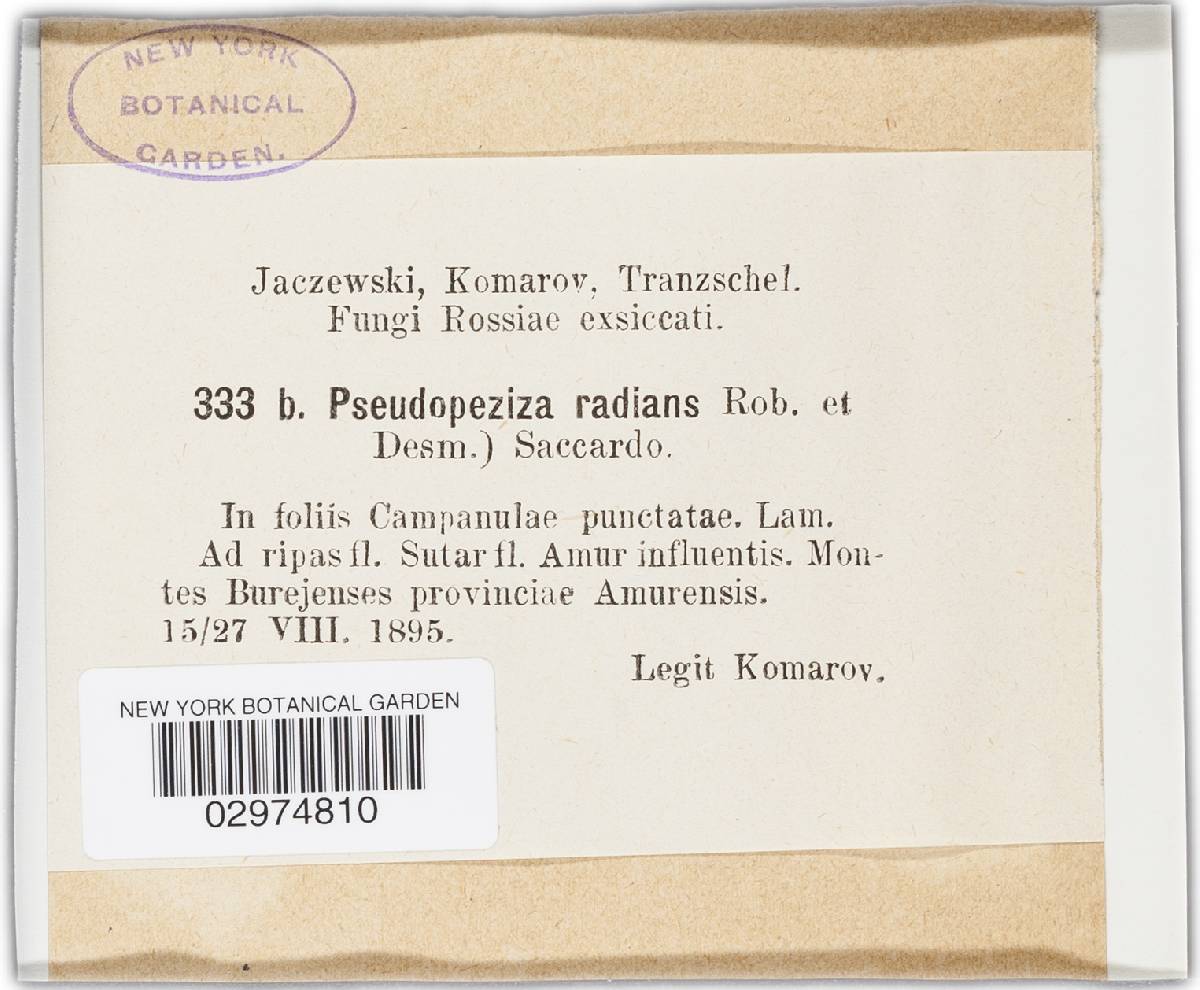 NEW YORK
BOTANICAL
GARDEN.
Jaczewski, Komarov, Tranzschel.
Fungi Rossiae exsiccati.
333 b. Pseudopeziza radians Rob. et
Desm.) Saccardo.
In foliis Campanulae punctatae. Lam.
Ad ripas fl. Sutar fl. Amur influentis. Mon-
tes Burejenses provinciae Amurensis.
15/27 VIII. 1895.
Legit Komarov.
NEW YORK BOTANICAL GARDEN
02974810